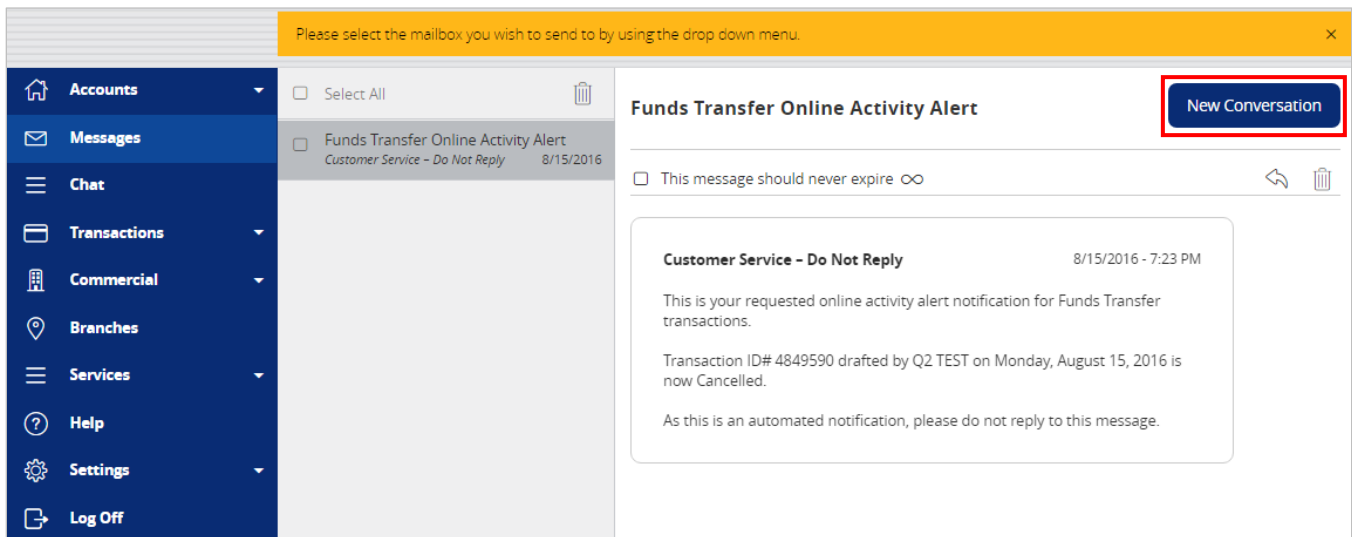 Please select the mailbox you wish to send to by using the drop down menu.
Accounts
Messages
Chat
Transactions
Commercial
Branches
Services
Help
Settings
Log Off
Select All
Funds Transfer Online Activity Alert
Customer Service – Do Not Reply 8/15/2016
Funds Transfer Online Activity Alert
New Conversation
This message should never expire ∞
Customer Service – Do Not Reply 8/15/2016 - 7:23 PM
This is your requested online activity alert notification for Funds Transfer
transactions.
Transaction ID# 4849590 drafted by Q2 TEST on Monday, August 15, 2016 is
now Cancelled.
As this is an automated notification, please do not reply to this message.